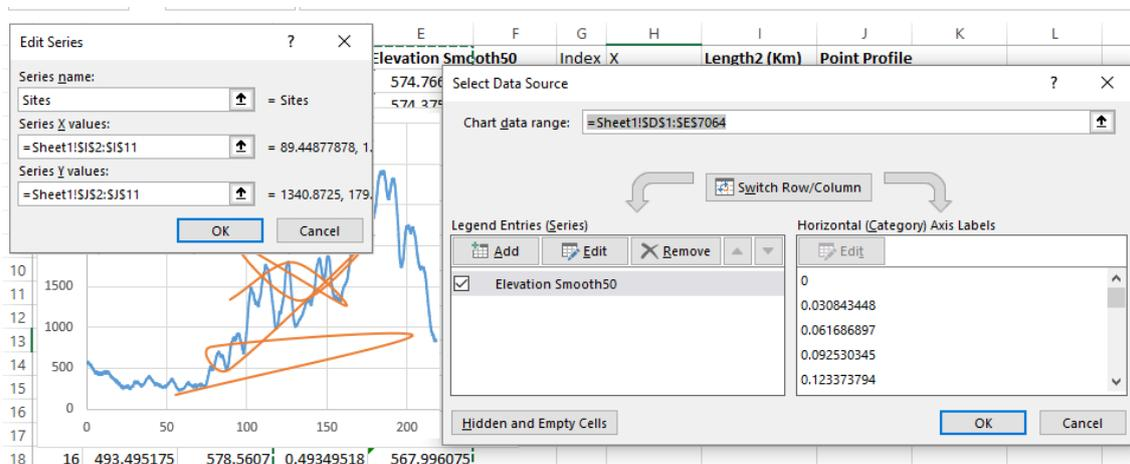 Edit Series ? ×
Series name:
Sites = Sites
Series X values:
=Sheet1!$I$2:$I$11 = 89.44877878, 1.
Series Y values:
=Sheet1!$J$2:$J$11 = 1340.8725, 179.
OK Cancel
E F G H I J K L
Elevation Smooth50 Index X Length2 (Km) Point Profile
574.766
574.375
Select Data Source ? ×
Chart data range: =Sheet1!$D$1:$E$7064
Switch Row/Column
Legend Entries (Series)
Add Edit Remove
Elevation Smooth50
Horizontal (Category) Axis Labels
Edit
0
0.030843448
0.061686897
0.092530345
0.123373794
Hidden and Empty Cells
OK Cancel
10
11
12
13
14
15
16
17
1500
1000
500
0
0 50 100 150 200
18 16 493.495175 578.5607 0.49349518 567.996075